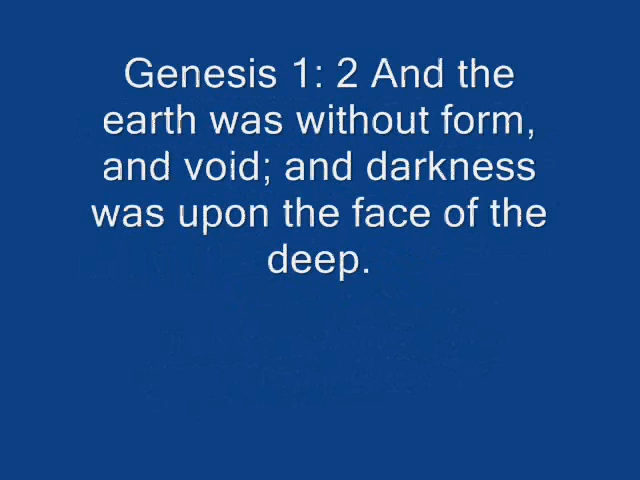 Genesis 1: 2 And the
earth was without form,
and void; and darkness
was upon the face of the
deep.